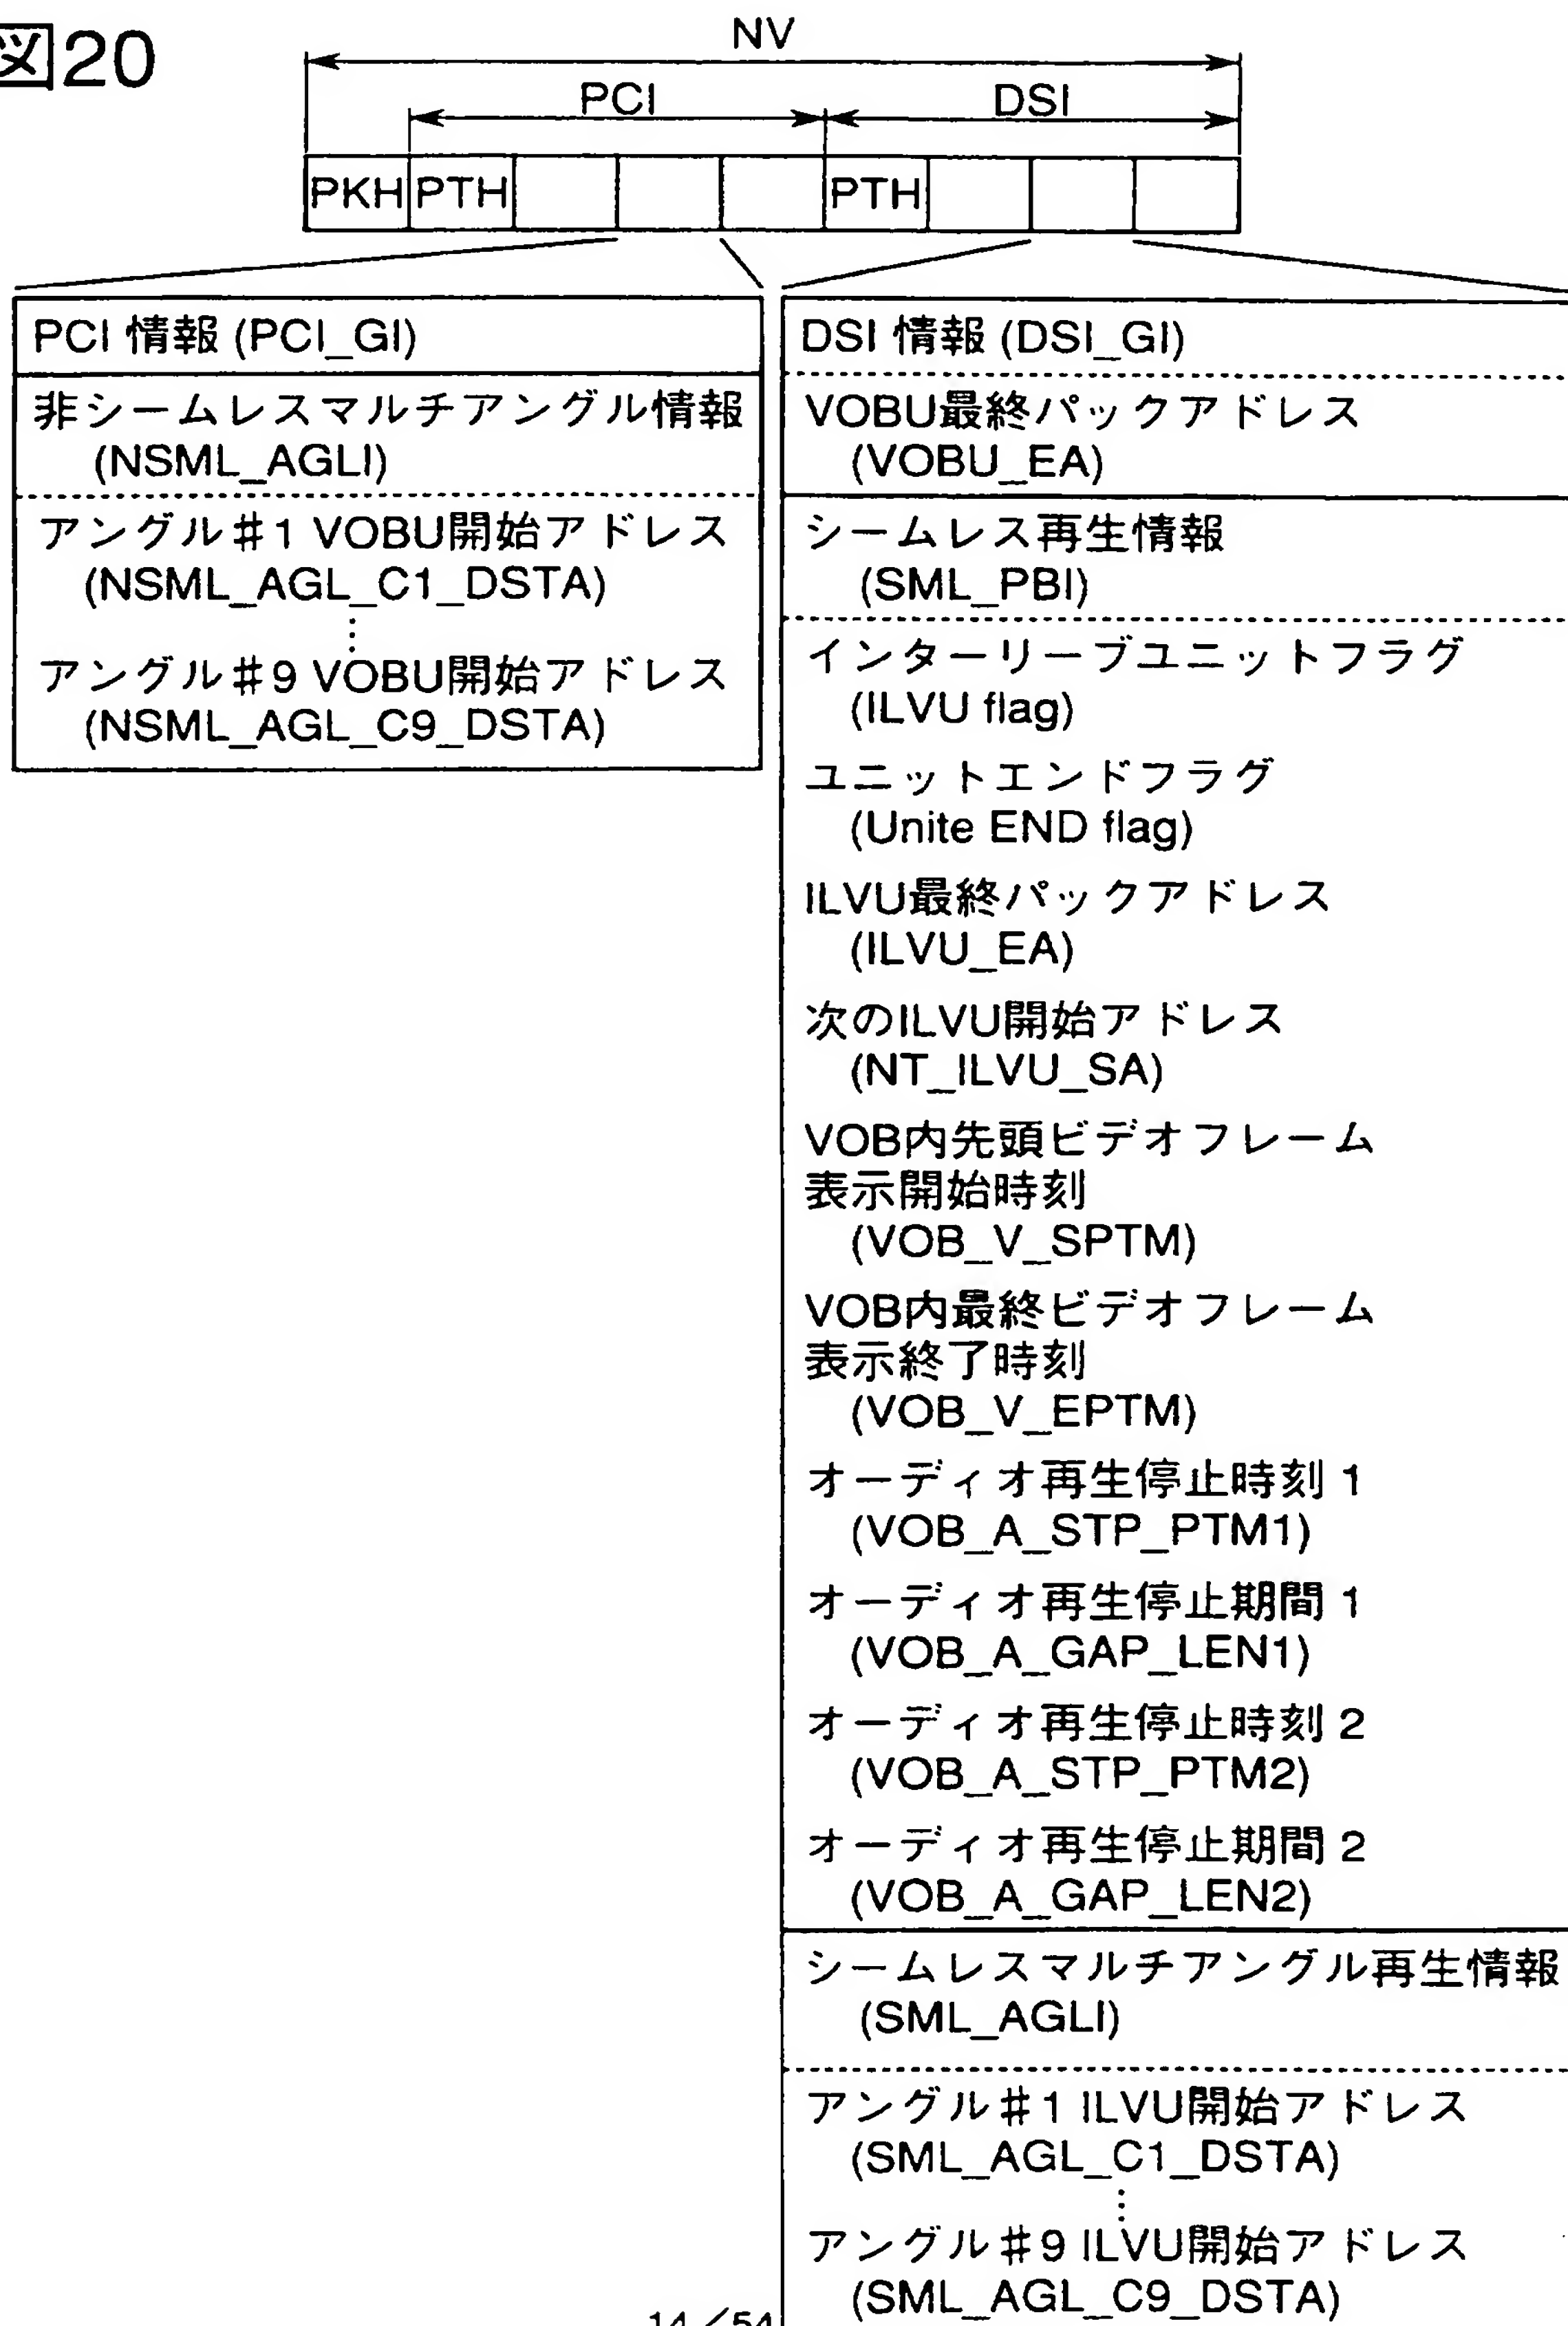 図20
NV
PCI
DSI
PKH PTH PTH
PCI 情報 (PCI_GI)
非シームレスマルチアングル情報
(NSML_AGLI)
アングル♯1 VOBU開始アドレス
(NSML_AGL_C1_DSTA)
⋮
アングル♯9 VOBU開始アドレス
(NSML_AGL_C9_DSTA)
DSI 情報 (DSI_GI)
VOBU最終パックアドレス
(VOBU_EA)
シームレス再生情報
(SML_PBI)
インターリーブユニットフラグ
(ILVU flag)
ユニットエンドフラグ
(Unite END flag)
ILVU最終パックアドレス
(ILVU_EA)
次のILVU開始アドレス
(NT_ILVU_SA)
VOB内先頭ビデオフレーム
表示開始時刻
(VOB_V_SPTM)
VOB内最終ビデオフレーム
表示終了時刻
(VOB_V_EPTM)
オーディオ再生停止時刻 1
(VOB_A_STP_PTM1)
オーディオ再生停止期間 1
(VOB_A_GAP_LEN1)
オーディオ再生停止時刻 2
(VOB_A_STP_PTM2)
オーディオ再生停止期間 2
(VOB_A_GAP_LEN2)
シームレスマルチアングル再生情報
(SML_AGLI)
アングル♯1 ILVU開始アドレス
(SML_AGL_C1_DSTA)
⋮
アングル♯9 ILVU開始アドレス
(SML_AGL_C9_DSTA)
14/54